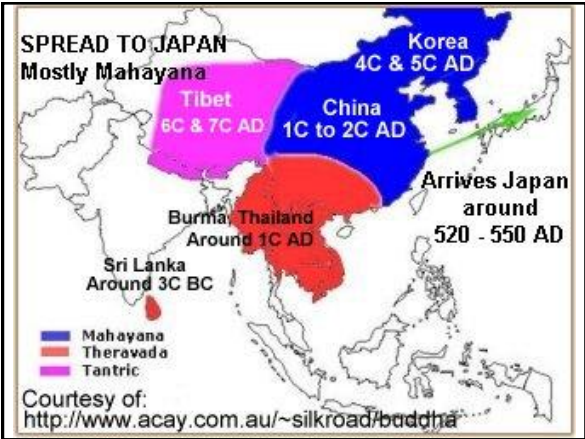 SPREAD TO JAPAN
Mostly Mahayana
Korea
4C & 5C AD
Tibet
6C & 7C AD
China
1C to 2C AD
Arrives Japan
around
520 - 550 AD
Burma, Thailand
Around 1C AD
Sri Lanka
Around 3C BC
Mahayana
Theravada
Tantric
Courtesy of:
http://www.acay.com.au/~silkroad/buddha